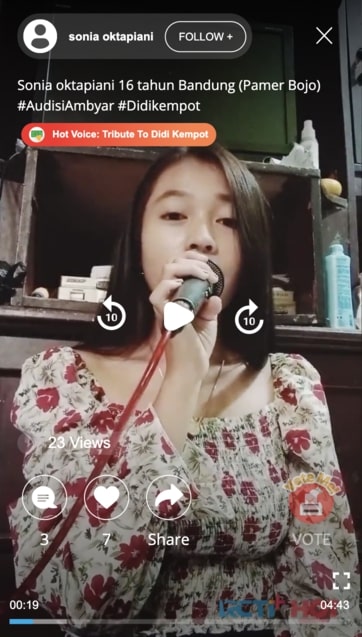 sonia oktapiani
FOLLOW +
Sonia oktapiani 16 tahun Bandung (Pamer Bojo)
#AudisiAmbyar #Didikempot
Hot Voice: Tribute To Didi Kempot
10
10
23 Views
3
7
Share
VOTE
00:19
04:43